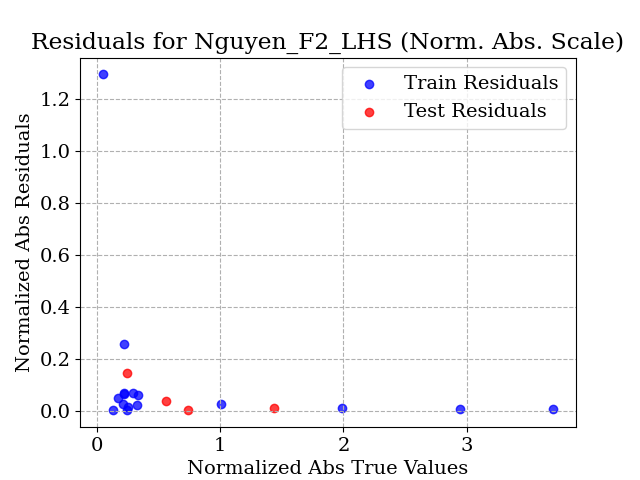 Residuals for Nguyen_F2_LHS (Norm. Abs. Scale)
Train Residuals
Test Residuals
Normalized Abs Residuals
1.2
1.0
0.8
0.6
0.4
0.2
0.0
0 1 2 3
Normalized Abs True Values